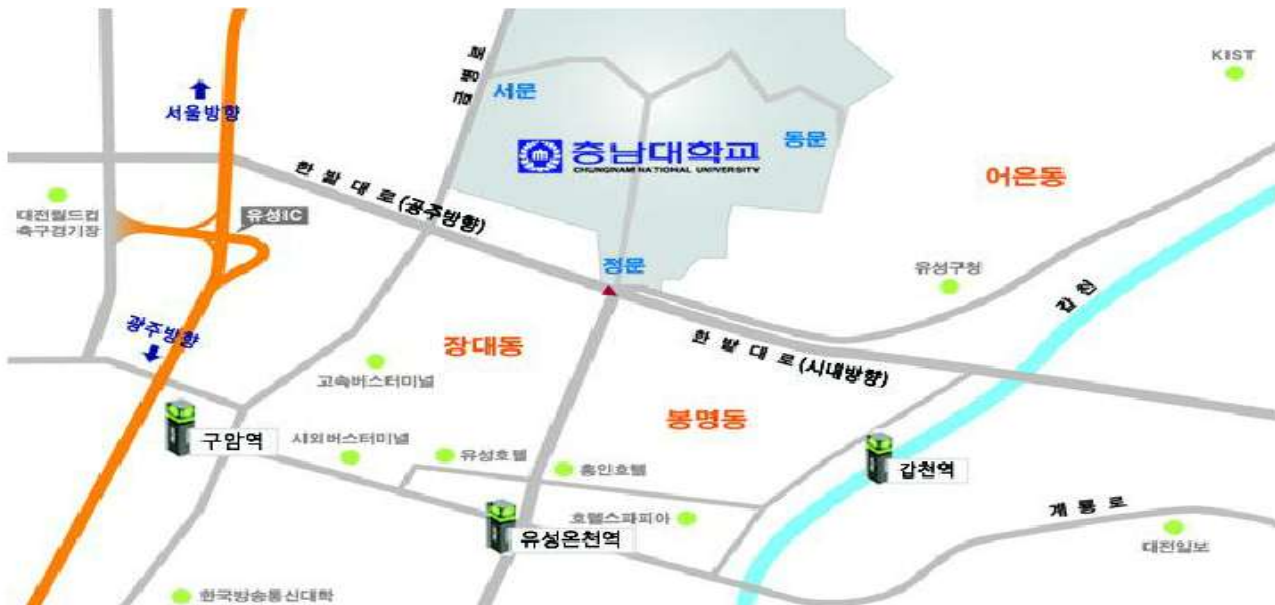 KIST
궁동로
서문
서울방향
충남대학교
CHUNGNAM NATIONAL UNIVERSITY
동문
어은동
한밭대로(공주방향)
대전월드컵
축구경기장
유성IC
정문
유성구청
갑천
광주방향
장대동
한밭대로(시내방향)
고속버스터미널
봉명동
구암역
시외버스터미널
유성호텔
홍인호텔
갑천역
호텔스파피아
계룡로
유성온천역
대전일보
한국방송통신대학